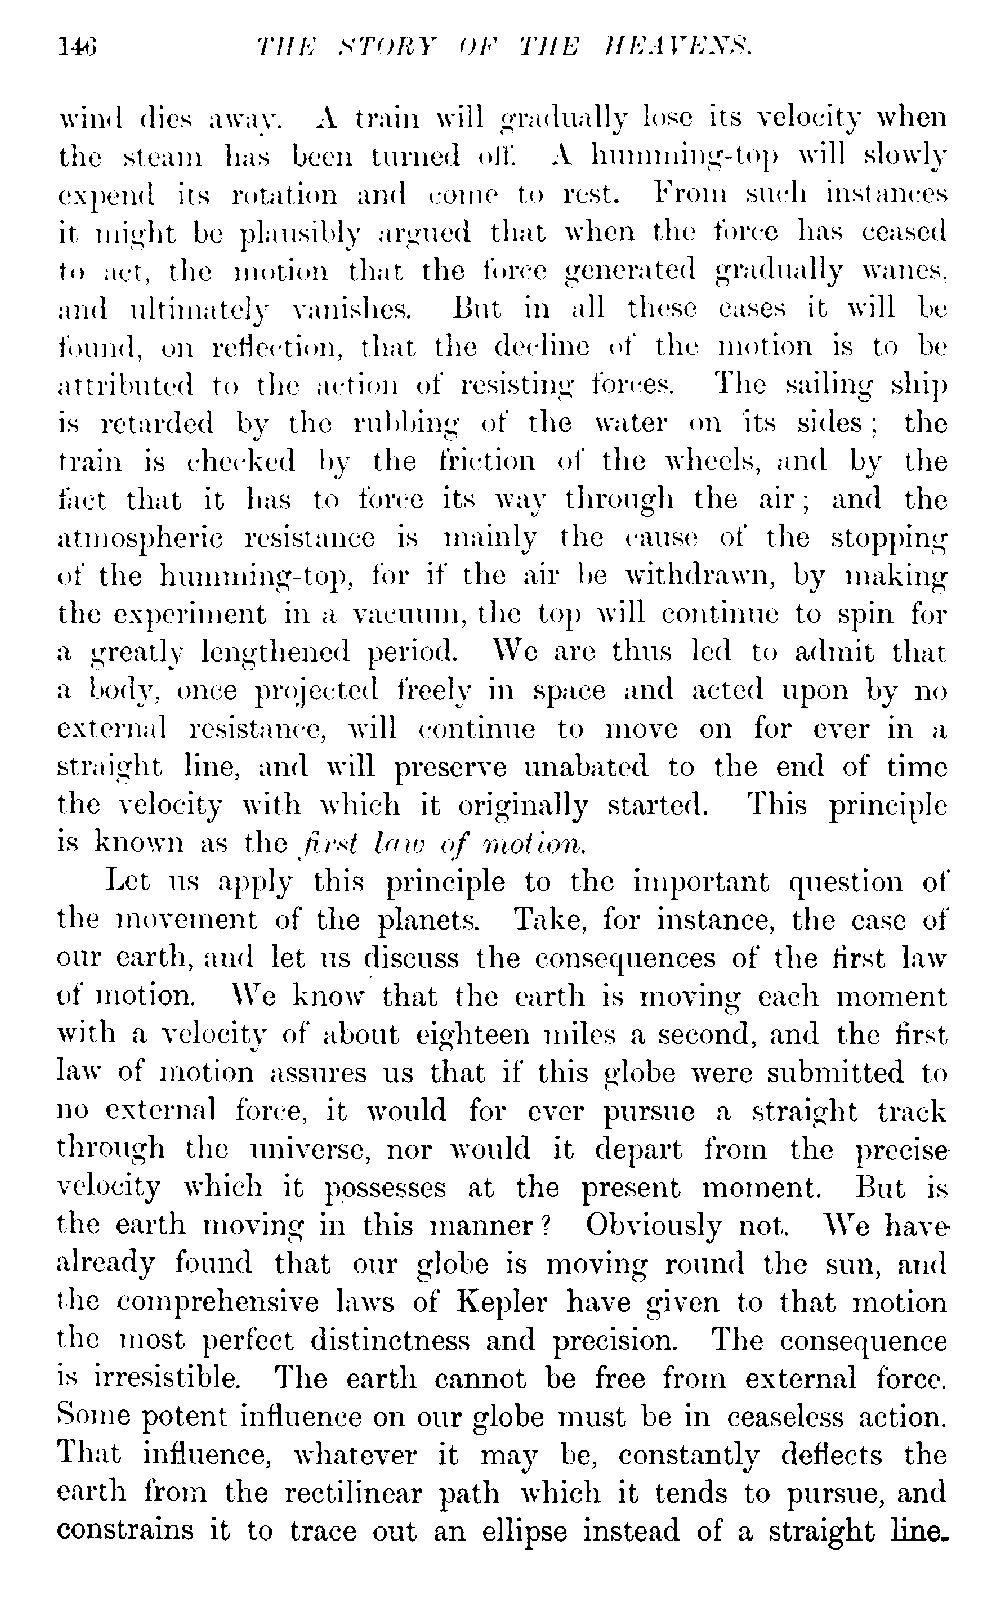 146 THE STORY OF THE HEAVENS.
wind dies away. A train will gradually lose its velocity when
the steam has been turned off. A humming-top will slowly
expend its rotation and come to rest. From such instances
it might be plausibly argued that when the force has ceased
to act, the motion that the force generated gradually wanes,
and ultimately vanishes. But in all these cases it will be
found, on reflection, that the decline of the motion is to be
attributed to the action of resisting forces. The sailing ship
is retarded by the rubbing of the water on its sides; the
train is checked by the friction of the wheels, and by the
fact that it has to force its way through the air; and the
atmospheric resistance is mainly the cause of the stopping
of the humming-top, for if the air be withdrawn, by making
the experiment in a vacuum, the top will continue to spin for
a greatly lengthened period. We are thus led to admit that
a body, once projected freely in space and acted upon by no
external resistance, will continue to move on for ever in a
straight line, and will preserve unabated to the end of time
the velocity with which it originally started. This principle
is known as the first law of motion.
Let us apply this principle to the important question of
the movement of the planets. Take, for instance, the case of
our earth, and let us discuss the consequences of the first law
of motion. We know that the earth is moving each moment
with a velocity of about eighteen miles a second, and the first
law of motion assures us that if this globe were submitted to
no external force, it would for ever pursue a straight track
through the universe, nor would it depart from the precise
velocity which it possesses at the present moment. But is
the earth moving in this manner? Obviously not. We have
already found that our globe is moving round the sun, and
the comprehensive laws of Kepler have given to that motion
the most perfect distinctness and precision. The consequence
is irresistible. The earth cannot be free from external force.
Some potent influence on our globe must be in ceaseless action.
That influence, whatever it may be, constantly deflects the
earth from the rectilinear path which it tends to pursue, and
constrains it to trace out an ellipse instead of a straight line.